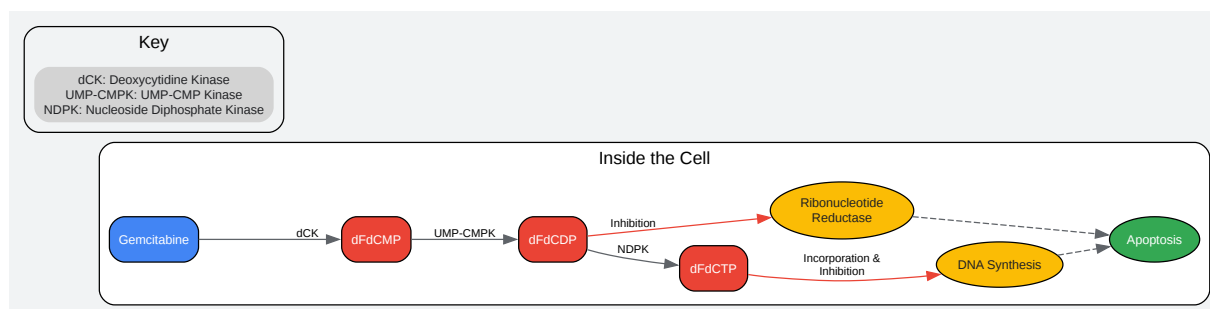 Key
dCK: Deoxycytidine Kinase
UMP-CMPK: UMP-CMP Kinase
NDPK: Nucleoside Diphosphate Kinase
Inside the Cell
Gemcitabine
dCK
dFdCMP
UMP-CMPK
dFdCDP
Inhibition
NDPK
Ribonucleotide
Reductase
dFdCTP
Incorporation &
Inhibition
DNA Synthesis
Apoptosis